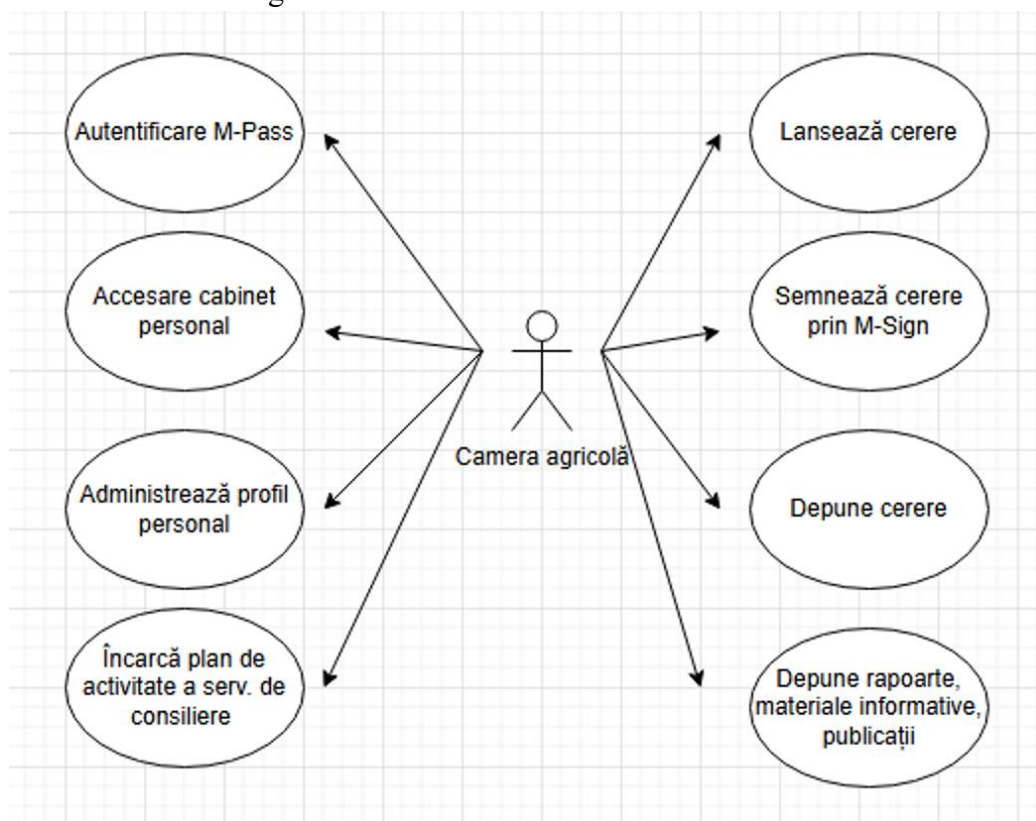 Autentificare M-Pass
Accesare cabinet
personal
Administrează profil
personal
Încarcă plan de
activitate a serv. de
consiliere
Camera agricolă
Lansează cerere
Semnează cerere
prin M-Sign
Depune cerere
Depune rapoarte,
materiale informative,
publicații